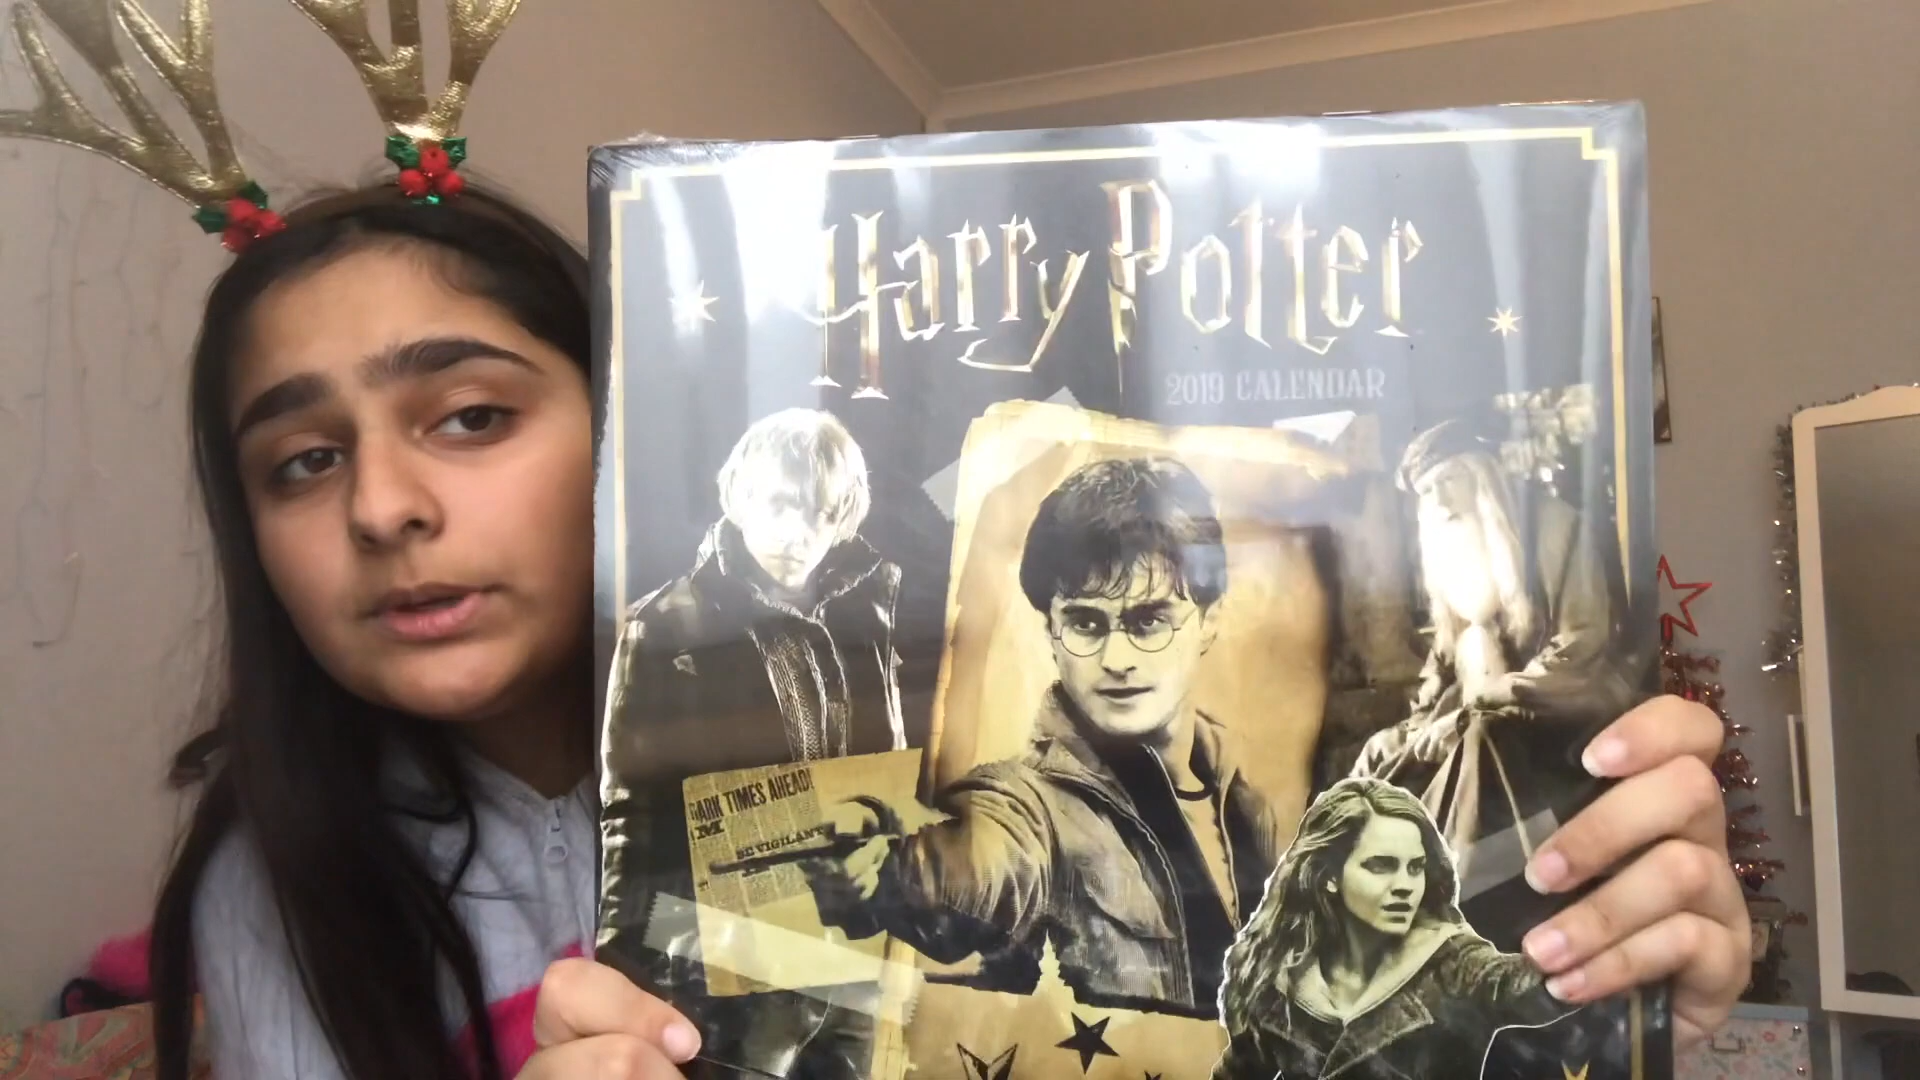 Harry Potter
2019 CALENDAR
DARK TIMES AHEAD!
M
BE VIGILANT